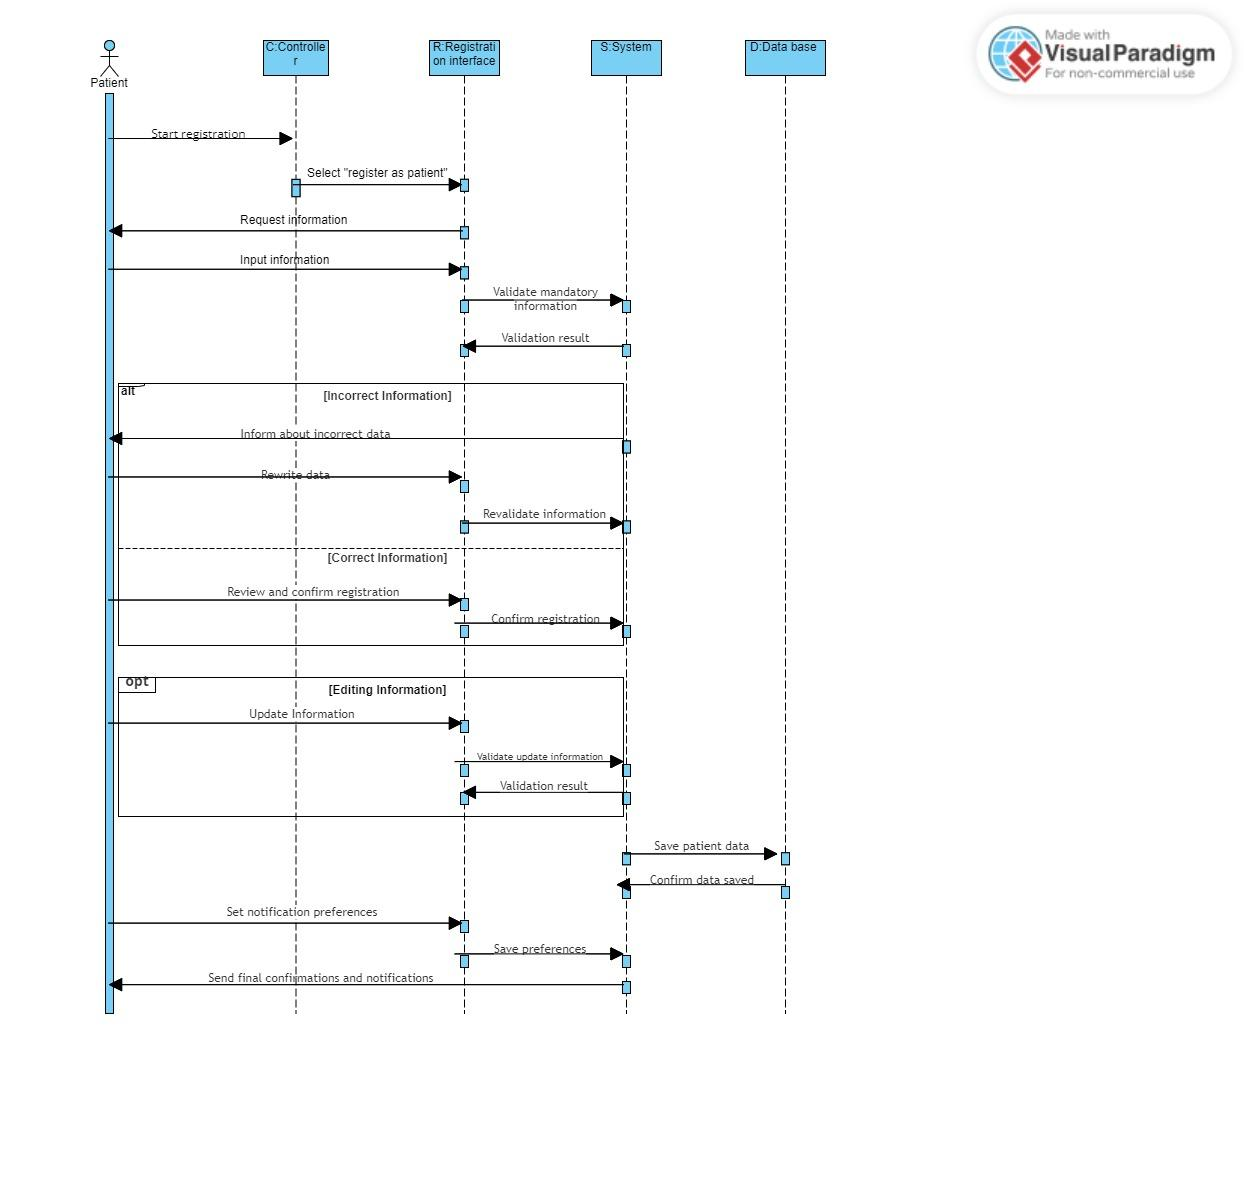 Made with
Visual Paradigm
For non-commercial use
Patient
C:Controlle
r
R:Registrati
on interface
S:System
D:Data base
Start registration
Select "register as patient"
Request information
Input information
Validate mandatory
information
Validation result
alt
[Incorrect Information]
Inform about incorrect data
Rewrite data
Revalidate information
[Correct Information]
Review and confirm registration
Confirm registration
opt
[Editing Information]
Update Information
Validate update information
Validation result
Save patient data
Confirm data saved
Set notification preferences
Save preferences
Send final confirmations and notifications